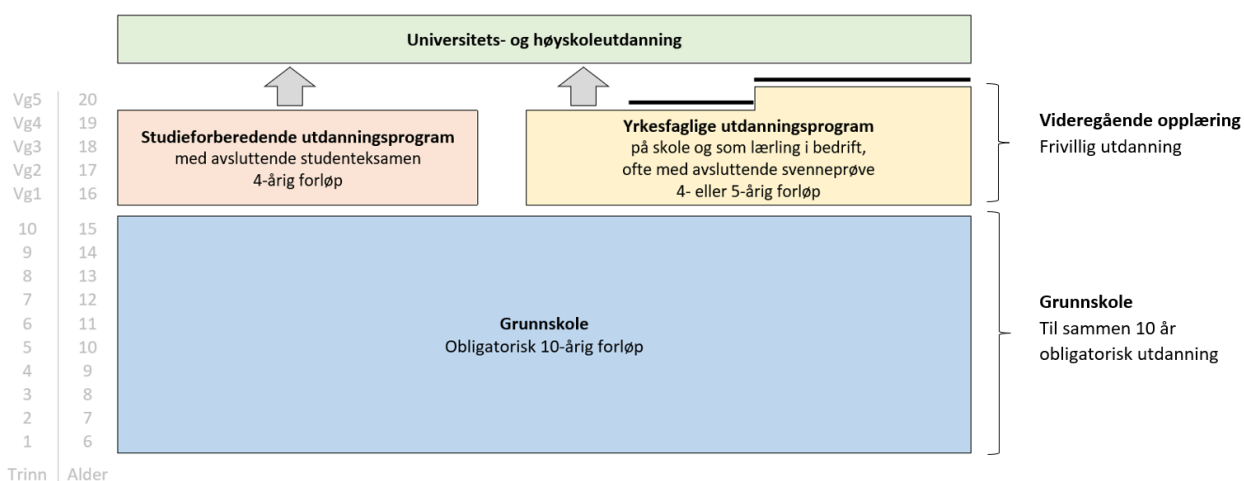 Universitets- og høyskoleutdanning
Vg5 20
Vg4 19
Vg3 18
Vg2 17
Vg1 16
Studieforberedende utdanningsprogram
med avsluttende studenteksamen
4-årig forløp
Yrkesfaglige utdanningsprogram
på skole og som lærling i bedrift,
ofte med avsluttende svenneprøve
4- eller 5-årig forløp
Videregående opplæring
Frivillig utdanning
10 15
9 14
8 13
7 12
6 11
5 10
4 9
3 8
2 7
1 6
Trinn Alder
Grunnskole
Obligatorisk 10-årig forløp
Grunnskole
Til sammen 10 år
obligatorisk utdanning